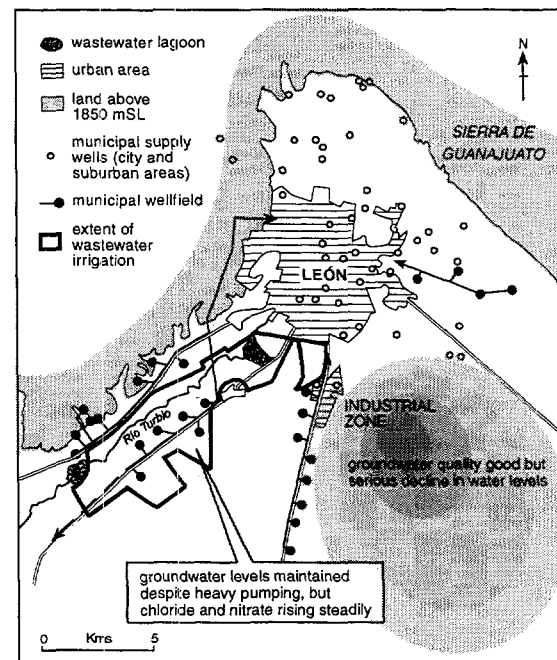 wastewater lagoon
urban area
land above
1850 mSL
municipal supply
wells (city and
suburban areas)
municipal wellfield
extent of
wastewater
irrigation
N
SIERRA DE
GUANAJUATO
LEÓN
Río Turbio
INDUSTRIAL
ZONE
groundwater quality good but
serious decline in water levels
groundwater levels maintained
despite heavy pumping, but
chloride and nitrate rising steadily
0 Kms 5